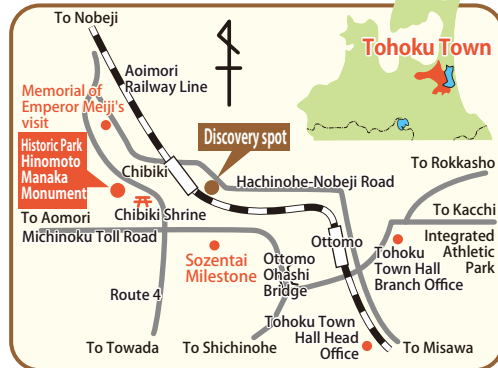 To Nobeji
Tohoku Town
Aoimori
Railway Line
Memorial of
Emperor Meiji's
visit
Discovery spot
Historic Park
Hinomoto
Manaka
Monument
Chibiki
Hachinohe-Nobeji Road
To Rokkasho
Chibiki Shrine
To Kacchi
To Aomori
Michinoku Toll Road
Integrated
Athletic
Park
Ottomo
Sozentai
Milestone
Ottomo
Ohashi
Bridge
Tohoku
Town Hall
Branch Office
Route 4
Tohoku Town
Hall Head
Office
To Towada
To Shichinohe
To Misawa